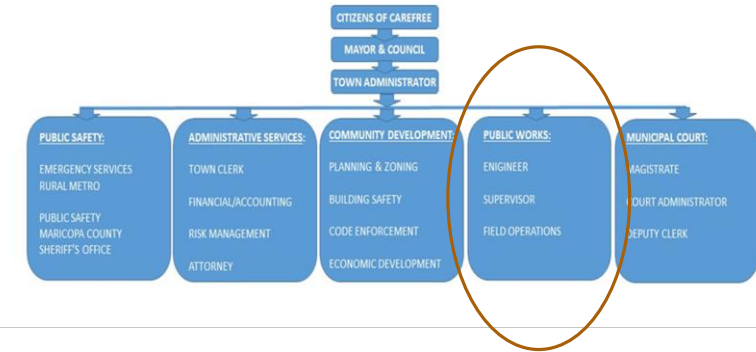 CITIZENS OF CAREFREE
MAYOR & COUNCIL
TOWN ADMINISTRATOR
PUBLIC SAFETY:
EMERGENCY SERVICES
RURAL METRO
PUBLIC SAFETY
MARICOPA COUNTY
SHERIFF'S OFFICE
ADMINISTRATIVE SERVICES:
TOWN CLERK
FINANCIAL/ACCOUNTING
RISK MANAGEMENT
ATTORNEY
COMMUNITY DEVELOPMENT:
PLANNING & ZONING
BUILDING SAFETY
CODE ENFORCEMENT
ECONOMIC DEVELOPMENT
PUBLIC WORKS:
ENIGINEER
SUPERVISOR
FIELD OPERATIONS
MUNICIPAL COURT:
MAGISTRATE
COURT ADMINISTRATOR
DEPUTY CLERK